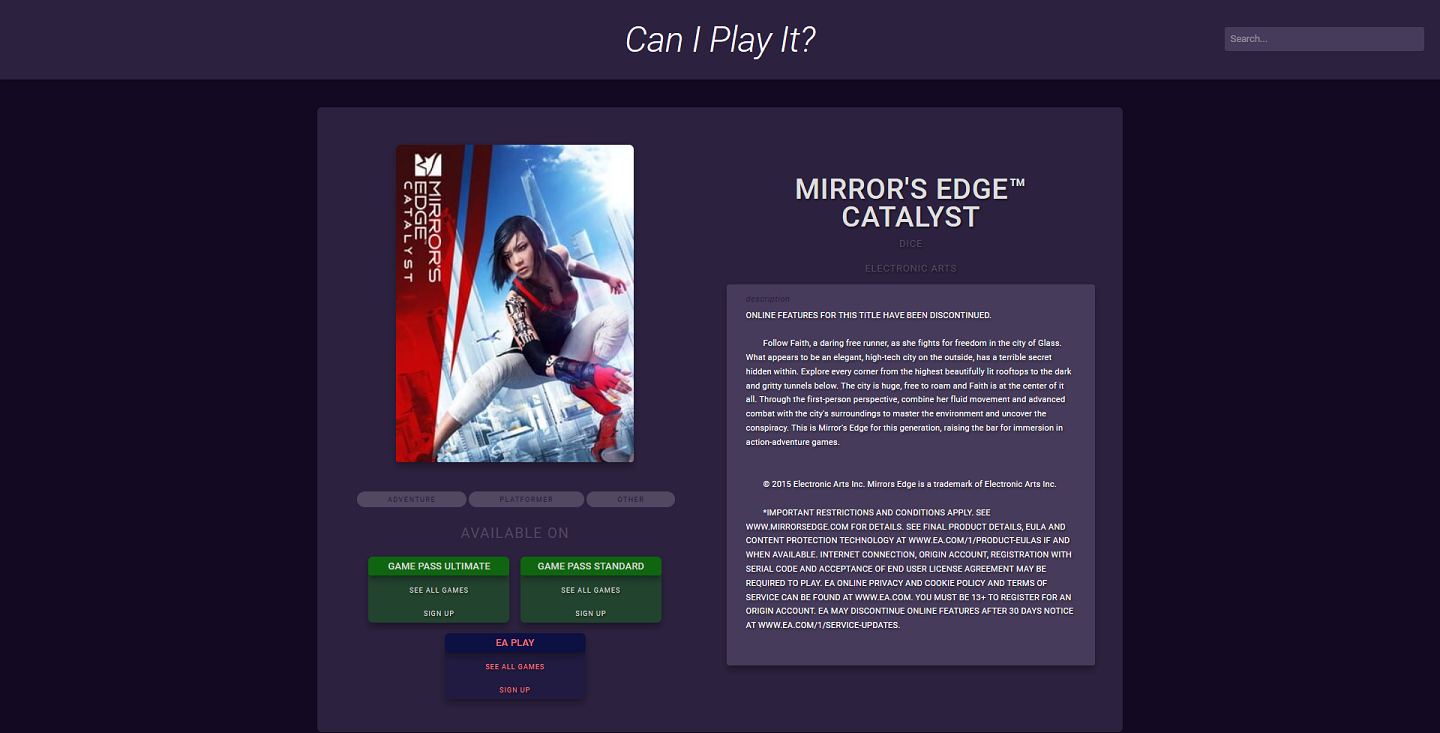 Can I Play It?
Search...
MIRROR'S
EDGE™
CATALYST
ADVENTURE
PLATFORMER
OTHER
AVAILABLE ON
GAME PASS ULTIMATE
SEE ALL GAMES
SIGN UP
GAME PASS STANDARD
SEE ALL GAMES
SIGN UP
EA PLAY
SEE ALL GAMES
SIGN UP
MIRROR'S EDGE™
CATALYST
DICE
ELECTRONIC ARTS
description
ONLINE FEATURES FOR THIS TITLE HAVE BEEN DISCONTINUED.
Follow Faith, a daring free runner, as she fights for freedom in the city of Glass.
What appears to be an elegant, high-tech city on the outside, has a terrible secret
hidden within. Explore every corner from the highest beautifully lit rooftops to the dark
and gritty tunnels below. The city is huge, free to roam and Faith is at the center of it
all. Through the first-person perspective, combine her fluid movement and advanced
combat with the city's surroundings to master the environment and uncover the
conspiracy. This is Mirror's Edge for this generation, raising the bar for immersion in
action-adventure games.
© 2015 Electronic Arts Inc. Mirrors Edge is a trademark of Electronic Arts Inc.
*IMPORTANT RESTRICTIONS AND CONDITIONS APPLY. SEE
WWW.MIRRORSEDGE.COM FOR DETAILS. SEE FINAL PRODUCT DETAILS, EULA AND
CONTENT PROTECTION TECHNOLOGY AT WWW.EA.COM/1/PRODUCT-EULAS IF AND
WHEN AVAILABLE. INTERNET CONNECTION, ORIGIN ACCOUNT, REGISTRATION WITH
SERIAL CODE AND ACCEPTANCE OF END USER LICENSE AGREEMENT MAY BE
REQUIRED TO PLAY. EA ONLINE PRIVACY AND COOKIE POLICY AND TERMS OF
SERVICE CAN BE FOUND AT WWW.EA.COM. YOU MUST BE 13+ TO REGISTER FOR AN
ORIGIN ACCOUNT. EA MAY DISCONTINUE ONLINE FEATURES AFTER 30 DAYS NOTICE
AT WWW.EA.COM/1/SERVICE-UPDATES.